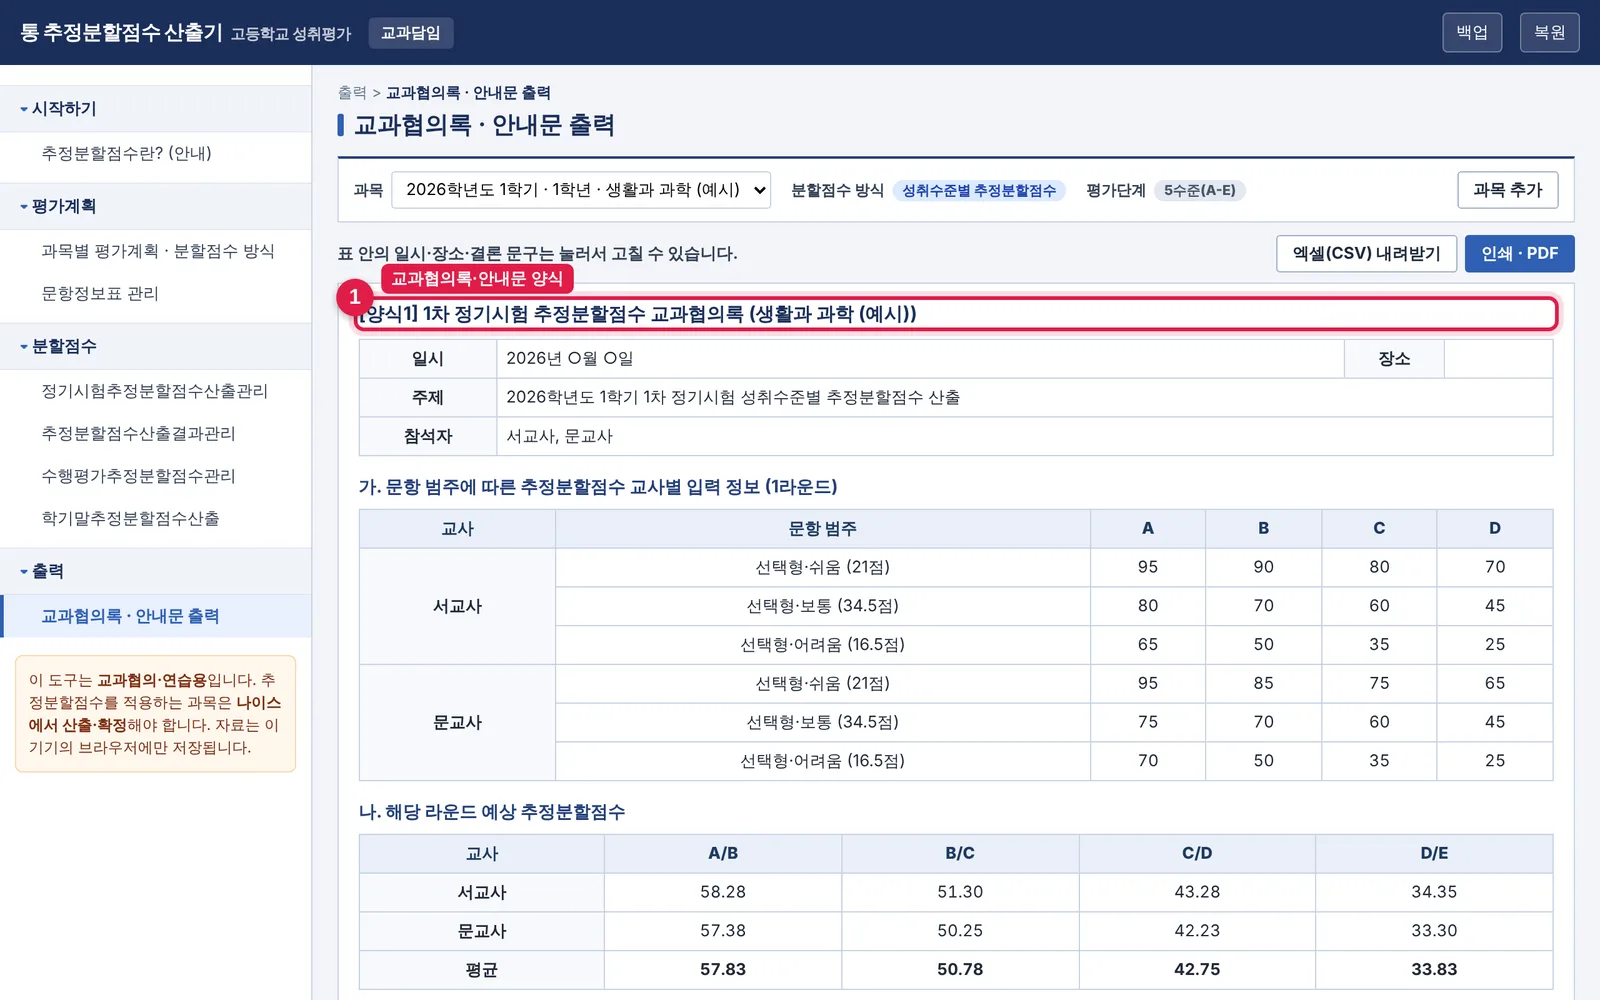 통 추정분할점수 산출기 고등학교 성취평가 교과담임 백업 복원
시작하기
추정분할점수란? (안내)
평가계획
과목별 평가계획 · 분할점수 방식
문항정보표 관리
분할점수
정기시험추정분할점수산출관리
추정분할점수산출결과관리
수행평가추정분할점수관리
학기말추정분할점수산출
출력
교과협의록 · 안내문 출력
이 도구는 교과협의·연습용입니다. 추
정분할점수를 적용하는 과목은 나이스
에서 산출·확정해야 합니다. 자료는 이
기기의 브라우저에만 저장됩니다.
출력 > 교과협의록 · 안내문 출력
교과협의록 · 안내문 출력
과목 2026학년도 1학기 · 1학년 · 생활과 과학 (예시) 분할점수 방식 성취수준별 추정분할점수 평가단계 5수준(A-E) 과목 추가
표 안의 일시·장소·결론 문구는 눌러서 고칠 수 있습니다. 엑셀(CSV) 내려받기 인쇄 · PDF
교과협의록·안내문 양식
1
[양식1] 1차 정기시험 추정분할점수 교과협의록 (생활과 과학 (예시))
일시 2026년 ○월 ○일 장소
주제 2026학년도 1학기 1차 정기시험 성취수준별 추정분할점수 산출
참석자 서교사, 문교사
가. 문항 범주에 따른 추정분할점수 교사별 입력 정보 (1라운드)
교사 문항 범주 A B C D
서교사
선택형·쉬움 (21점) 95 90 80 70
선택형·보통 (34.5점) 80 70 60 45
선택형·어려움 (16.5점) 65 50 35 25
문교사
선택형·쉬움 (21점) 95 85 75 65
선택형·보통 (34.5점) 75 70 60 45
선택형·어려움 (16.5점) 70 50 35 25
나. 해당 라운드 예상 추정분할점수
교사 A/B B/C C/D D/E
서교사 58.28 51.30 43.28 34.35
문교사 57.38 50.25 42.23 33.30
평균 57.83 50.78 42.75 33.83